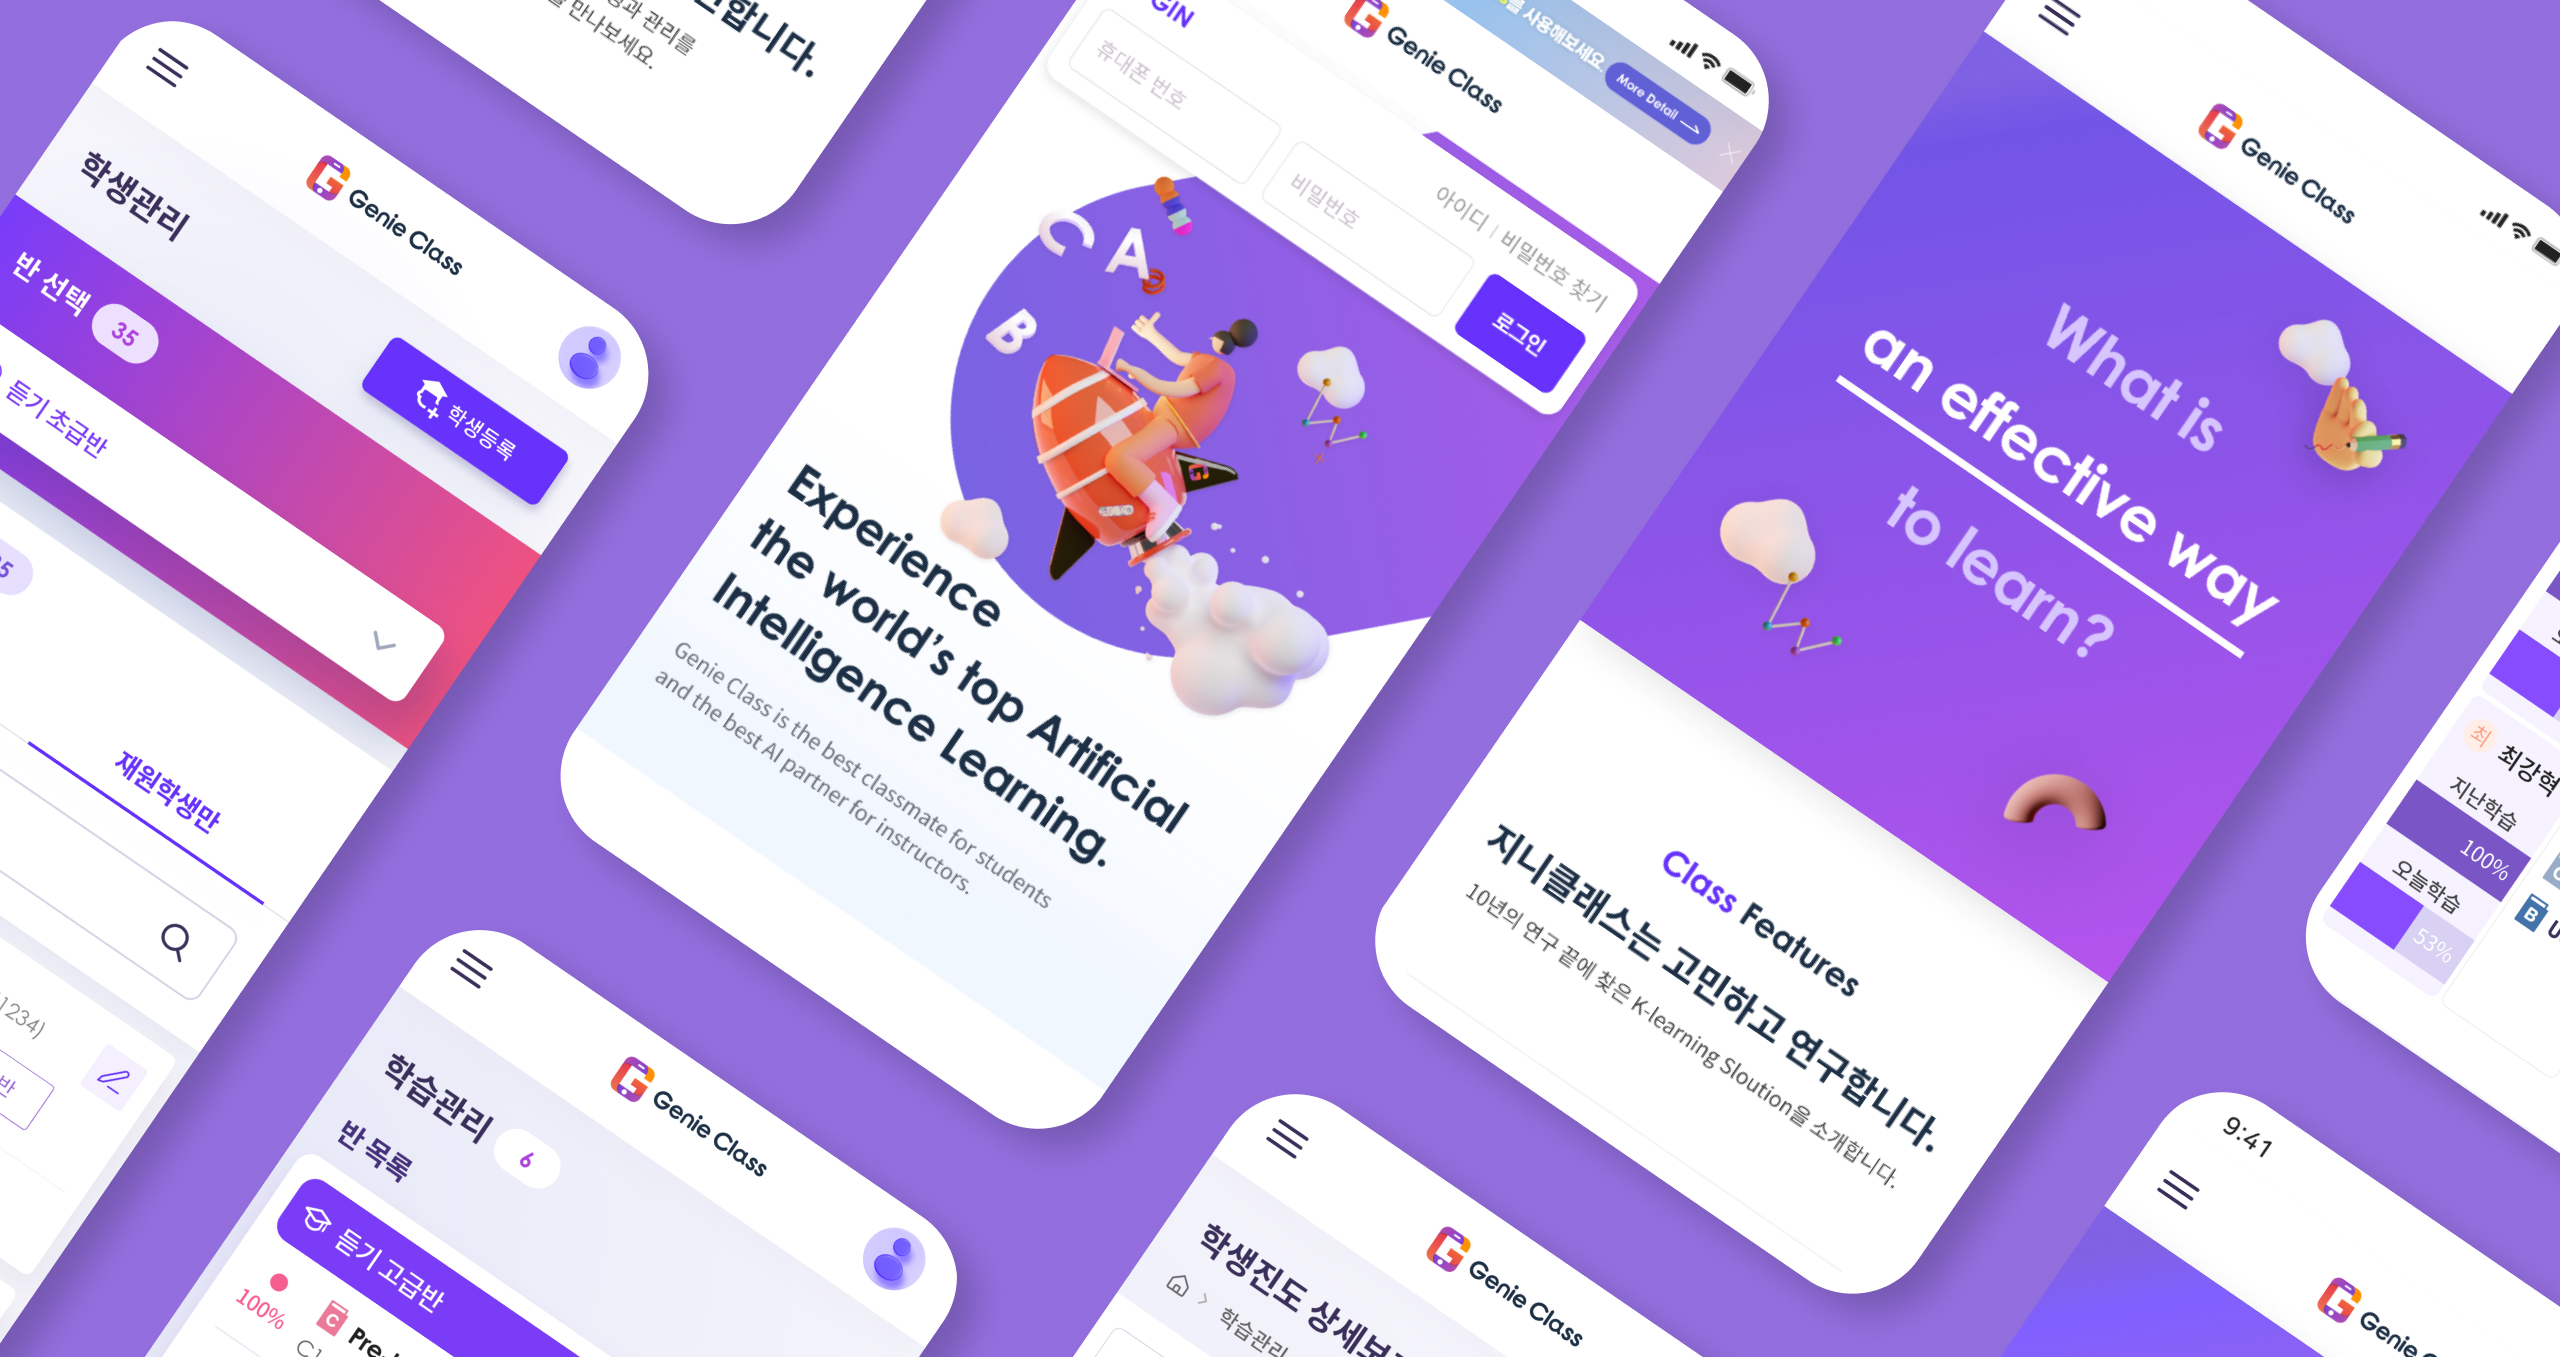 합니다.
관리를
만나보세요.
Genie Class
학생관리
학생등록
반 선택 35
듣기 초급반
재원학생만
1234)
반
GIN
Genie Class
를 사용해보세요.
More Detail
휴대폰 번호
비밀번호
아이디 | 비밀번호 찾기
로그인
C
A
B
Experience
the world's top Artificial
Intelligence Learning.
Genie Class is the best classmate for students
and the best AI partner for instructors.
Genie Class
What is
an effective way
to learn?
Class Features
지니클래스는 고민하고 연구합니다.
10년의 연구 끝에 찾은 K-learning Sloution을 소개합니다.
최 최강혁
지난학습
100%
오늘학습
53%
B
Genie Class
학습관리
반 목록 6
듣기 고급반
100%
C
Genie Class
학생진도 상세보
학습관리
9:41
Genie